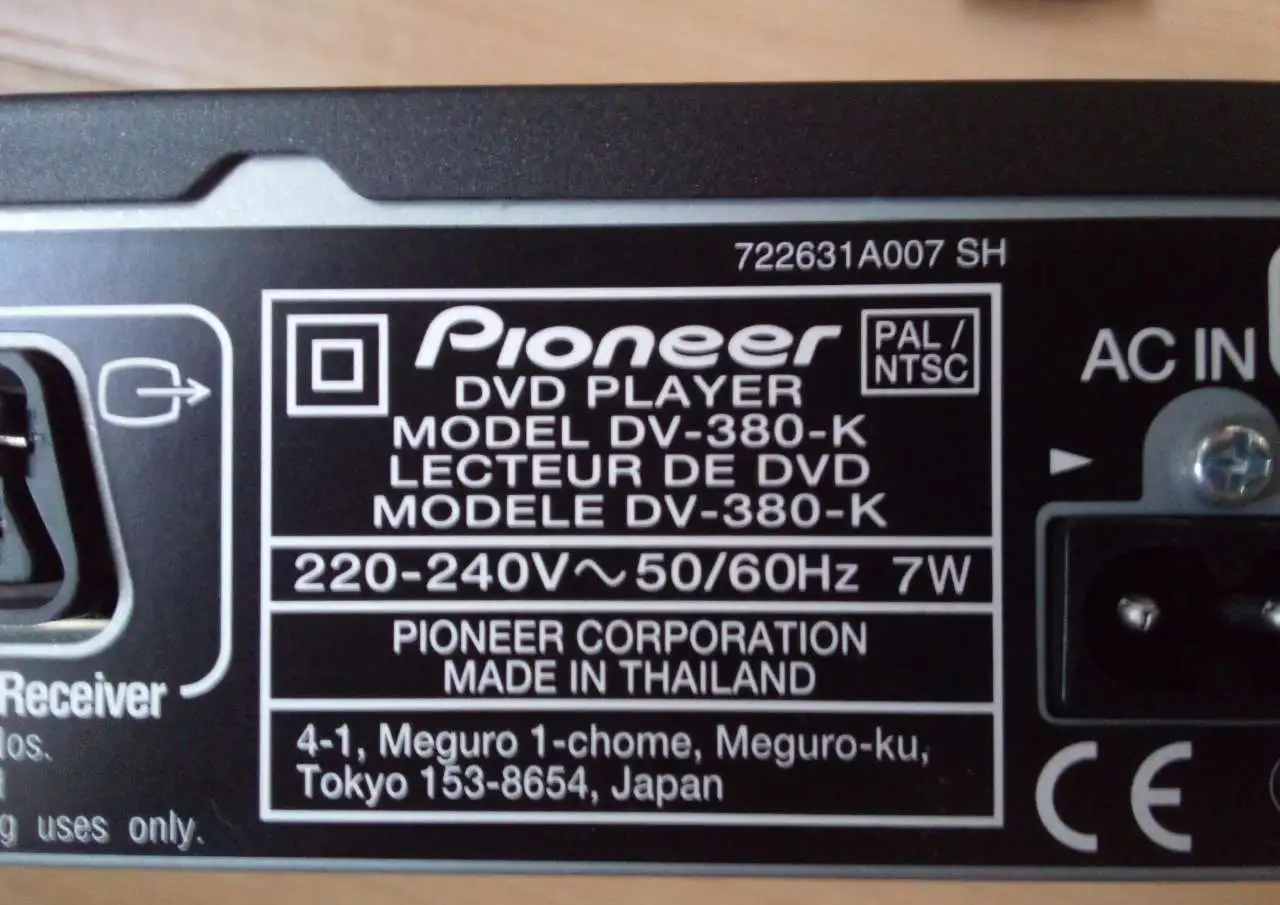 722631A007 SH
Pioneer
PAL /
NTSC
DVD PLAYER
MODEL DV-380-K
LECTEUR DE DVD
MODELE DV-380-K
220-240V～50/60Hz 7W
PIONEER CORPORATION
MADE IN THAILAND
4-1, Meguro 1-chome, Meguro-ku,
Tokyo 153-8654, Japan
AC IN
CE
Receiver
uses only.